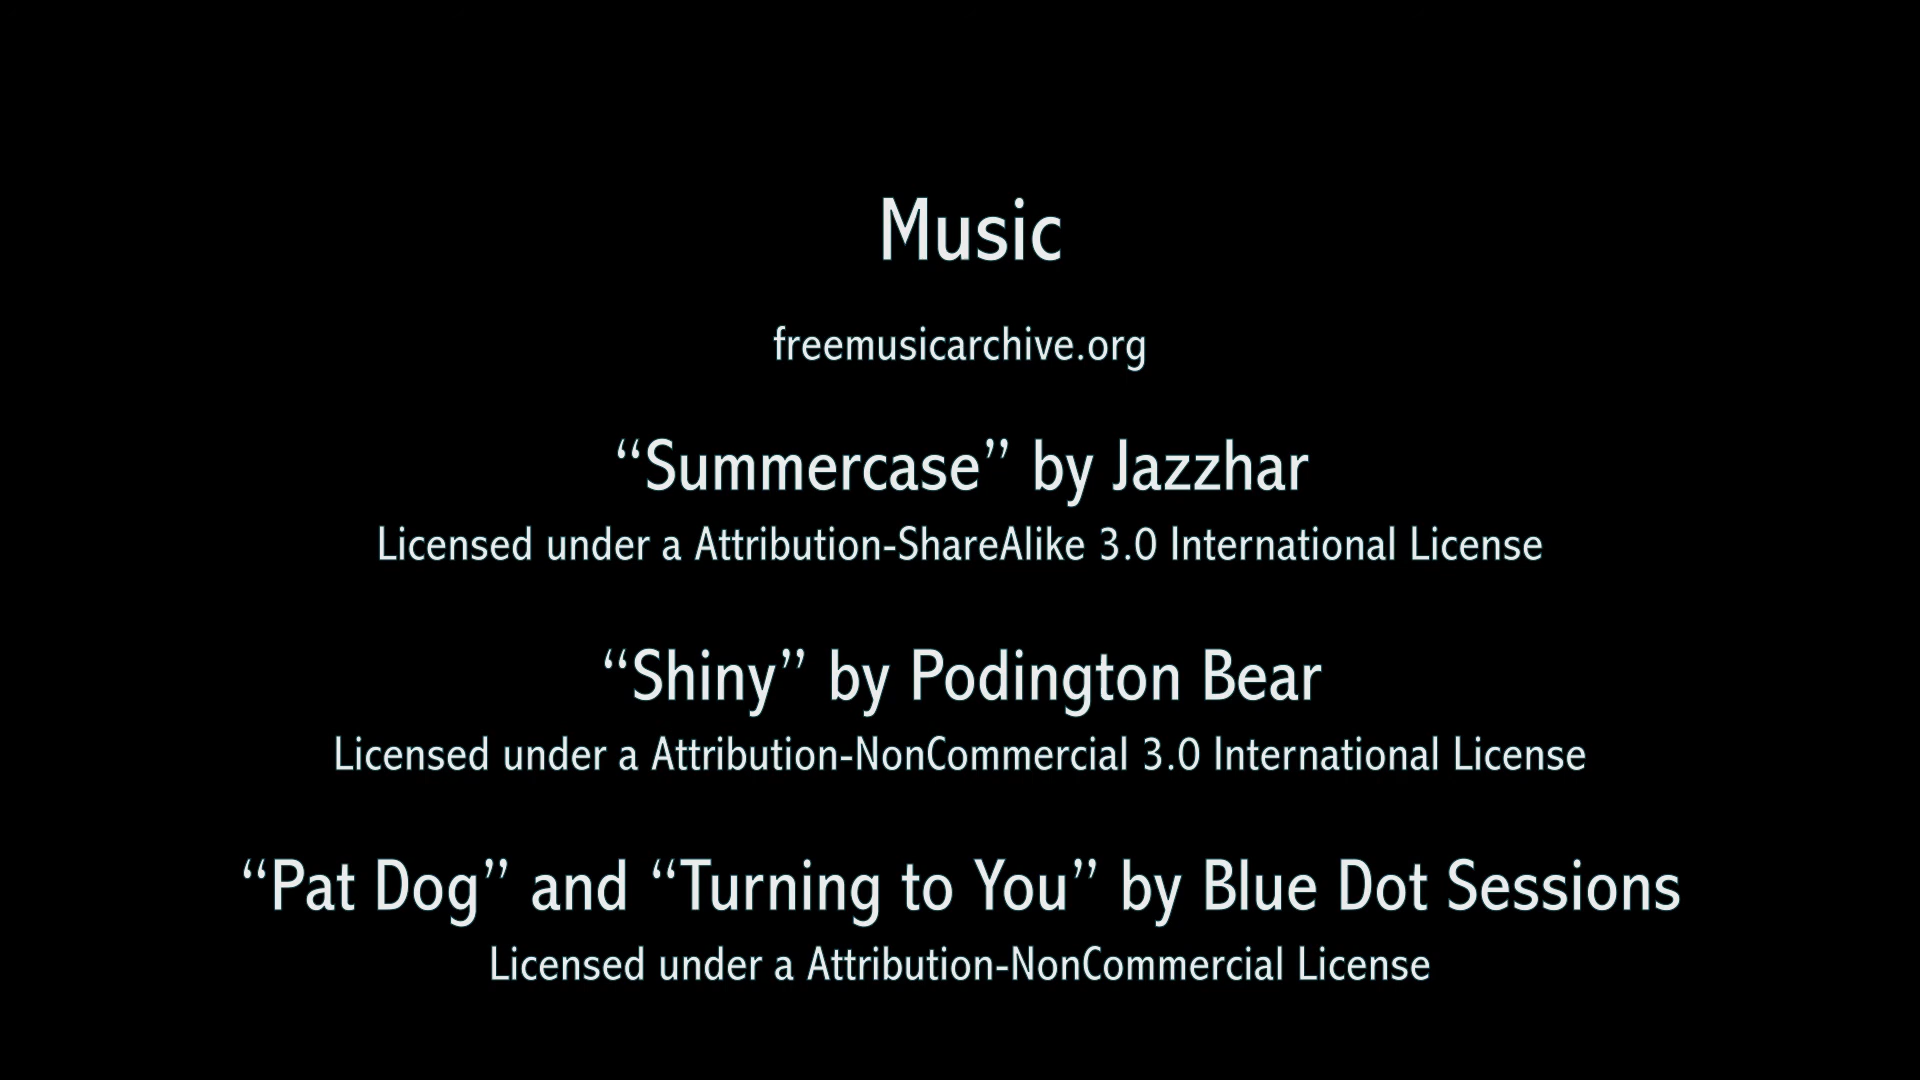 Music
freemusicarchive.org
“Summercase” by Jazzhar
Licensed under a Attribution-ShareAlike 3.0 International License
“Shiny” by Podington Bear
Licensed under a Attribution-NonCommercial 3.0 International License
“Pat Dog” and “Turning to You” by Blue Dot Sessions
Licensed under a Attribution-NonCommercial License